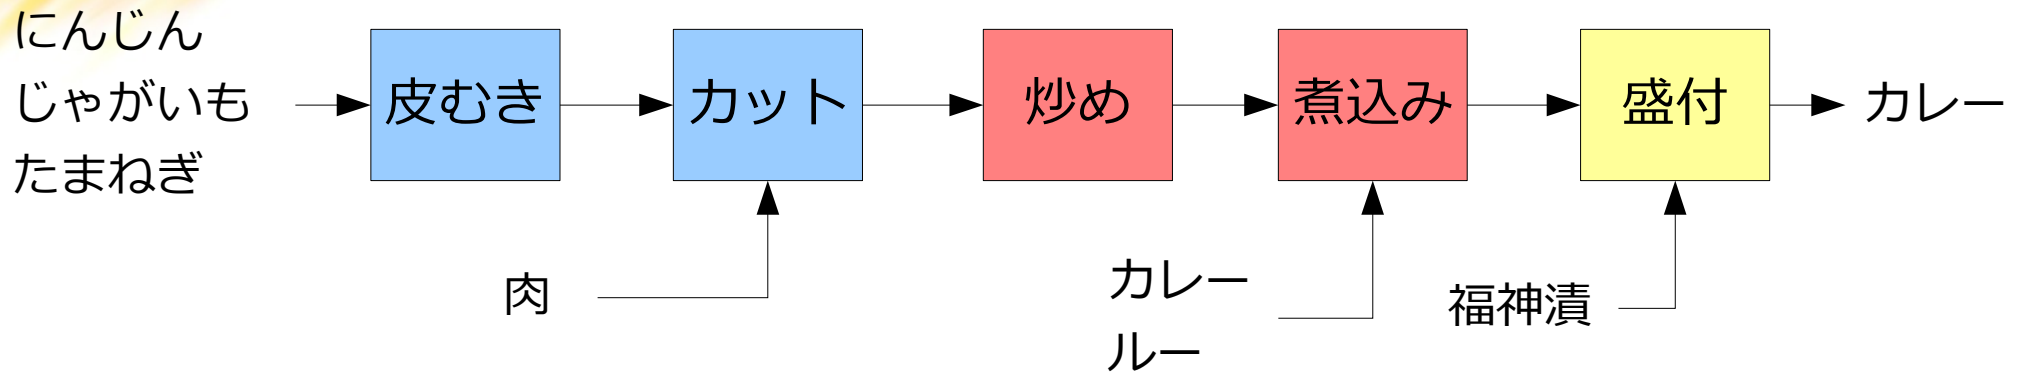 にんじん
じゃがいも
たまねぎ
皮むき
カット
炒め
煮込み
盛付
カレー
肉
カレー
ルー
福神漬